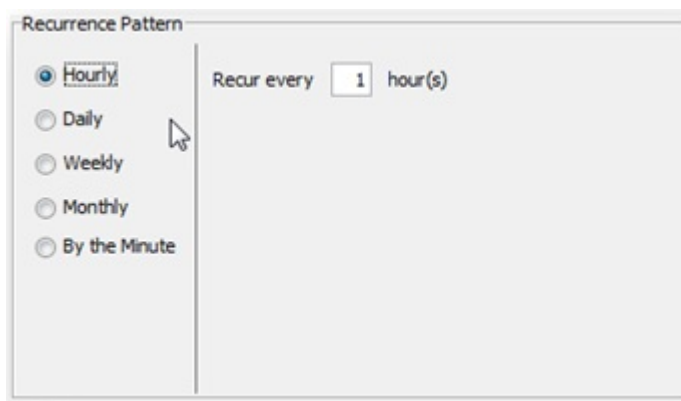 Recurrence Pattern
Hourly
Recur every 1 hour(s)
Daily
Weekly
Monthly
By the Minute